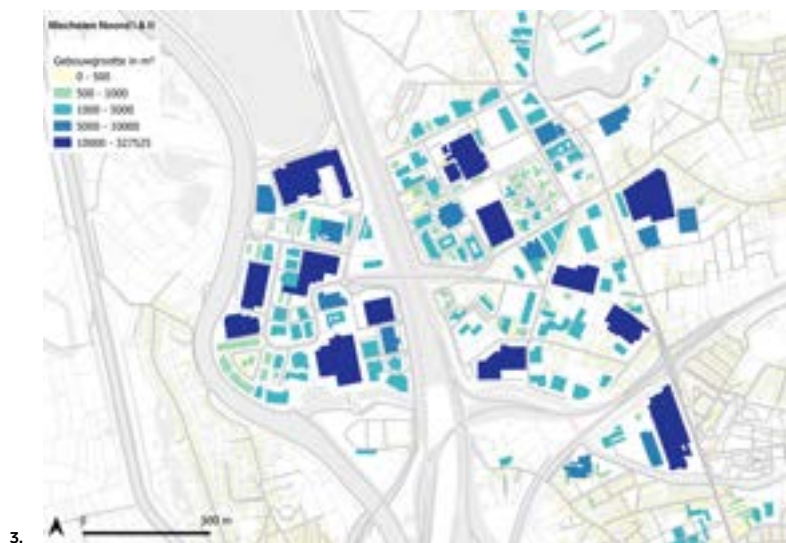 Mechelen Noord I & II
Gebouwgrootte in m²
0 - 500
500 - 1000
1000 - 5000
5000 - 10000
10000 - 327525
0 500 m
3.